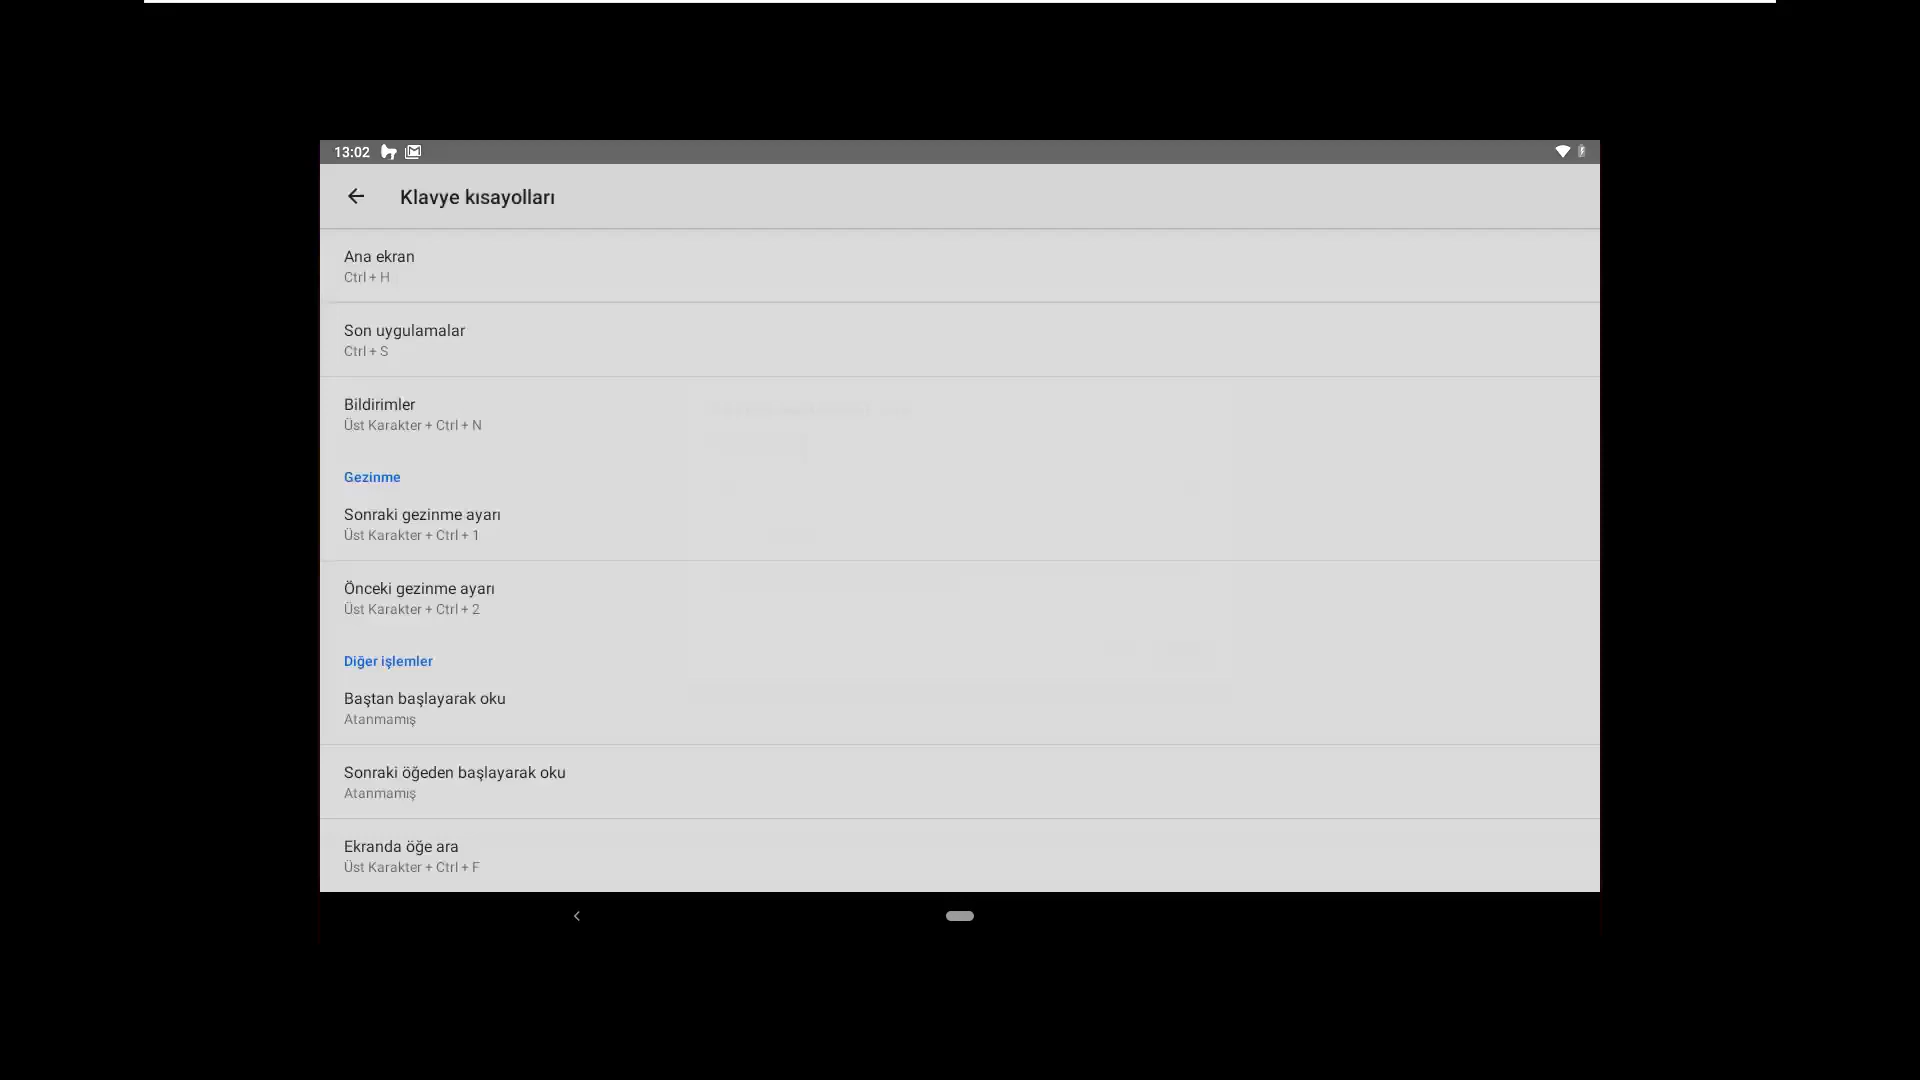 13:02
Klavye kısayolları
Ana ekran
Ctrl + H
Son uygulamalar
Ctrl + S
Bildirimler
Üst Karakter + Ctrl + N
Gezinme
Sonraki gezinme ayarı
Üst Karakter + Ctrl + 1
Önceki gezinme ayarı
Üst Karakter + Ctrl + 2
Diğer işlemler
Baştan başlayarak oku
Atanmamış
Sonraki öğeden başlayarak oku
Atanmamış
Ekranda öğe ara
Üst Karakter + Ctrl + F